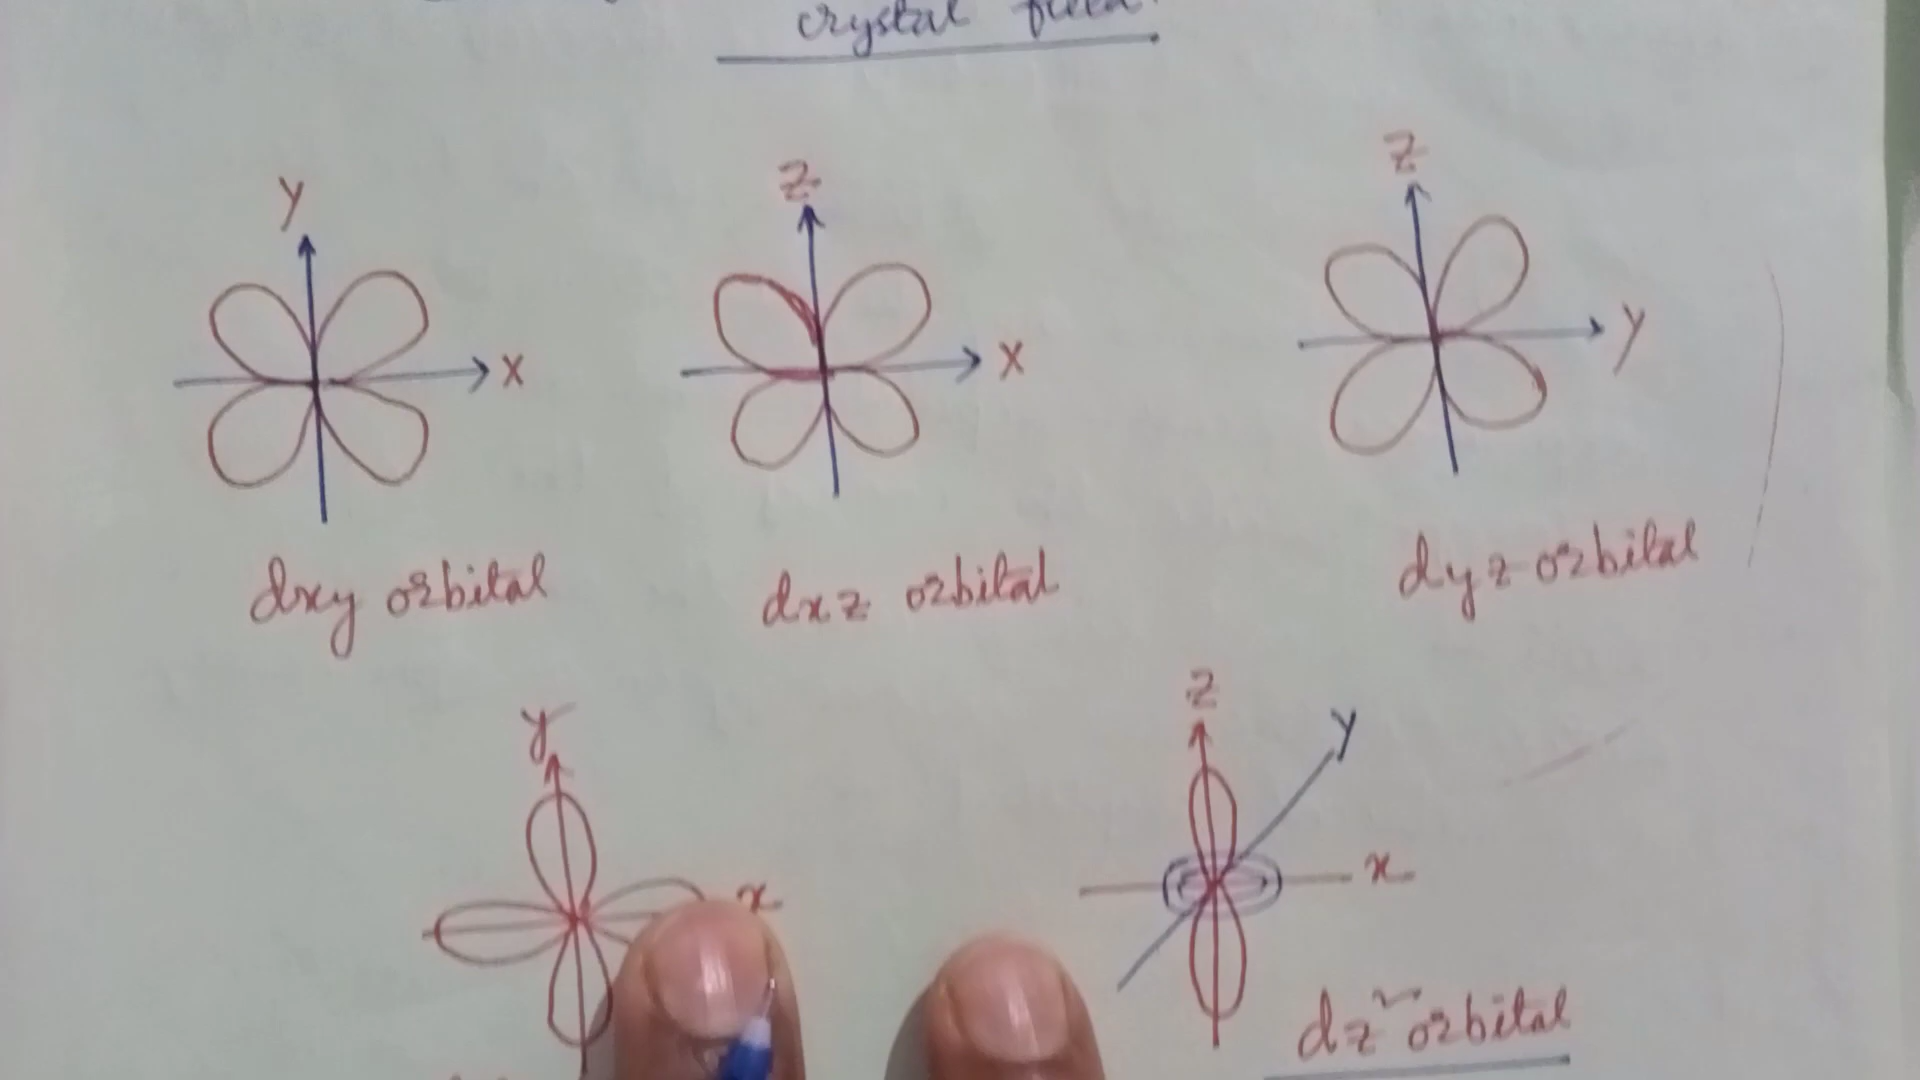 crystal field.
Y
X
dxy orbital
Z
X
dxz orbital
Z
Y
dyz orbital
y
x
Z
y
x
dz² orbital